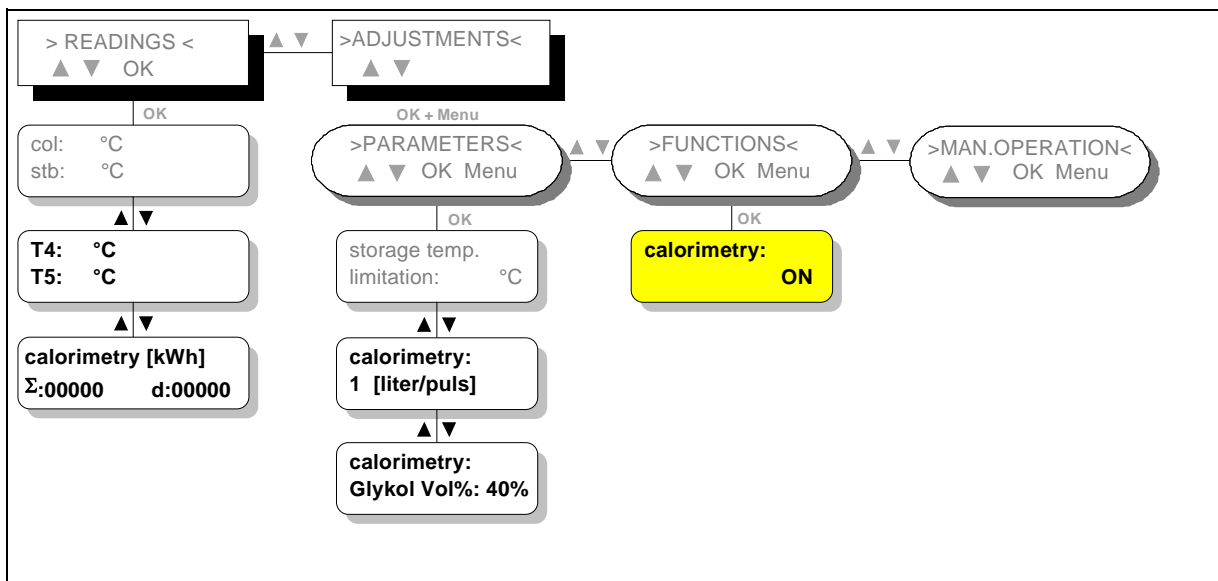 > READINGS <
▲ ▼ OK
▲ ▼
>ADJUSTMENTS<
▲ ▼
OK
OK + Menu
col: °C
stb: °C
>PARAMETERS<
▲ ▼ OK Menu
▲ ▼
>FUNCTIONS<
▲ ▼ OK Menu
▲ ▼
>MAN.OPERATION<
▲ ▼ OK Menu
▲ ▼
OK
OK
T4: °C
T5: °C
storage temp.
limitation: °C
calorimetry:
ON
▲ ▼
▲ ▼
calorimetry [kWh]
Σ:00000 d:00000
calorimetry:
1 [liter/puls]
▲ ▼
calorimetry:
Glykol Vol%: 40%